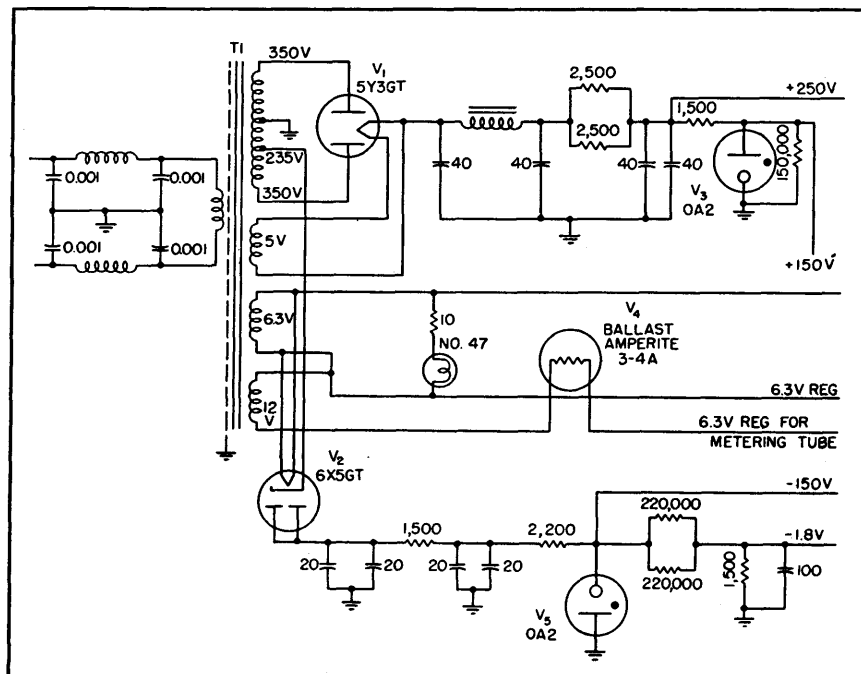 T1
350V
V1
5Y3GT
235V
350V
5V
6.3V
12
V
0.001
0.001
0.001
0.001
40
40
40
40
2,500
2,500
1,500
+250V
150,000
V3
OA2
+150V
10
NO. 47
V4
BALLAST
AMPERITE
3-4A
6.3V REG
6.3V REG FOR
METERING TUBE
V2
6X5GT
20
20
1,500
20
20
2,200
-150V
220,000
220,000
-1.8V
1,500
100
V5
OA2